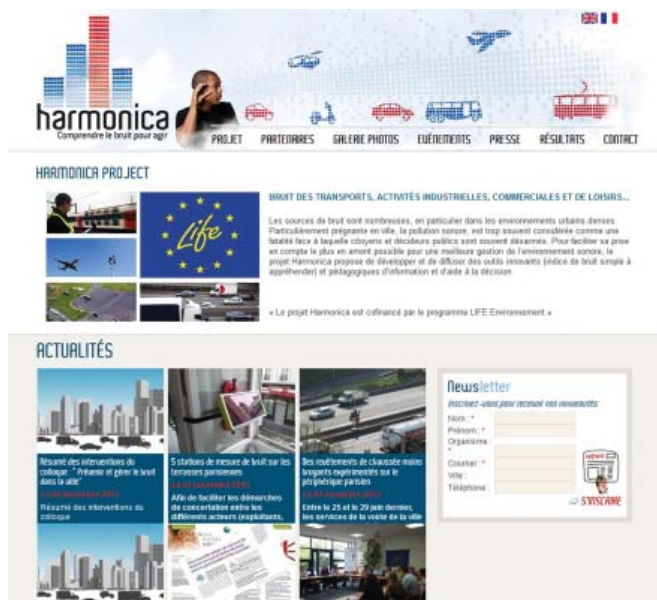 harmonica
Comprendre le bruit pour agir
PROJET PARTENAIRES GALERIE PHOTOS EVÉNEMENTS PRESSE RÉSULTATS CONTACT
HARMONICA PROJECT
BRUIT DES TRANSPORTS, ACTIVITÉS INDUSTRIELLES, COMMERCIALES ET DE LOISIRS...
Life
Les sources de bruit sont nombreuses, en particulier dans les environnements urbains denses.
Particulièrement prégnante en ville, la pollution sonore, est trop souvent considérée comme une
fatalité face à laquelle citoyens et décideurs publics sont souvent désarmés. Pour faciliter sa prise
en compte le plus en amont possible pour une meilleure gestion de l'environnement sonore, le
projet Harmonica propose de développer et de diffuser des outils innovants (indice de bruit simple à
appréhender) et pédagogiques d'information et d'aide à la décision.
« Le projet Harmonica est cofinancé par le programme LIFE Environnement »
ACTUALITÉS
Résumé des interventions du
colloque : " Prévenir et gérer le bruit
dans la ville"
Résumé des interventions du
colloque
5 stations de mesure de bruit sur les
terrasses parisiennes
Afin de faciliter les démarches
de concertation entre les
différents acteurs (exploitants,
Des revêtements de chaussée moins
bruyants expérimentés sur le
périphérique parisien
Entre le 25 et le 29 juin dernier,
les services de la voirie de la ville
Newsletter
Inscrivez-vous pour recevoir nos nouveautés:
Nom : *
Prénom : *
Organisme :
*
Courriel : *
Ville :
Téléphone :
S'INSCRIRE